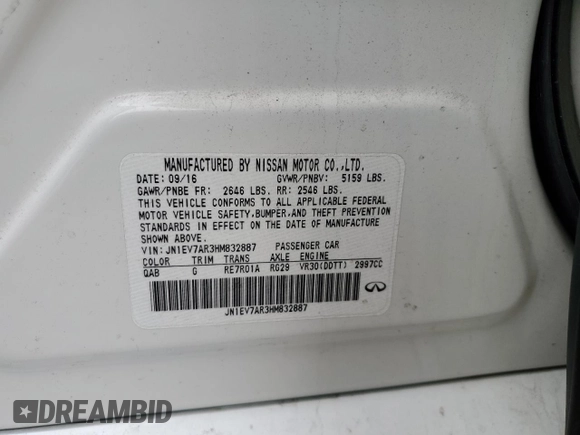 MANUFACTURED BY NISSAN MOTOR CO.,LTD.
DATE: 09/16 GVWR/PNBV: 5159 LBS.
GAWR/PNBE FR: 2646 LBS. RR: 2546 LBS.
THIS VEHICLE CONFORMS TO ALL APPLICABLE FEDERAL
MOTOR VEHICLE SAFETY,BUMPER,AND THEFT PREVENTION
STANDARDS IN EFFECT ON THE DATE OF MANUFACTURE
SHOWN ABOVE.
VIN:JN1EV7AR3HM832887 PASSENGER CAR
COLOR TRIM TRANS AXLE ENGINE
QAB G RE7R01A RG29 VR30(DDTT) 2997CC
JN1EV7AR3HM832887
DREAMBID